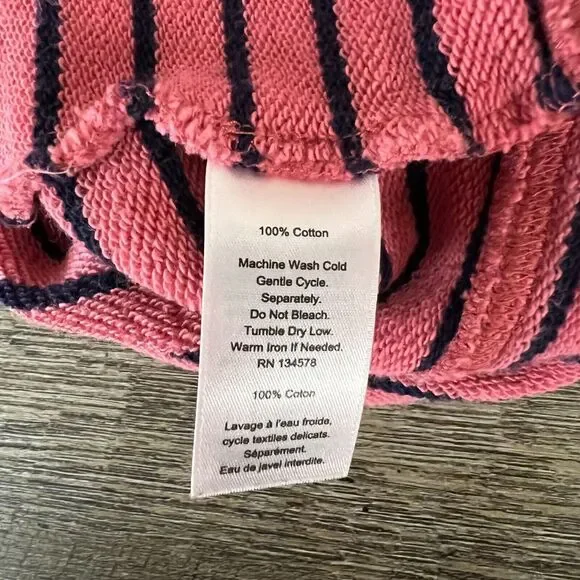 100% Cotton
Machine Wash Cold
Gentle Cycle.
Separately.
Do Not Bleach.
Tumble Dry Low.
Warm Iron If Needed.
RN 134578
100% Coton
Lavage à l'eau froide,
cycle textiles delicats.
Séparément.
Eau de javel interdite.